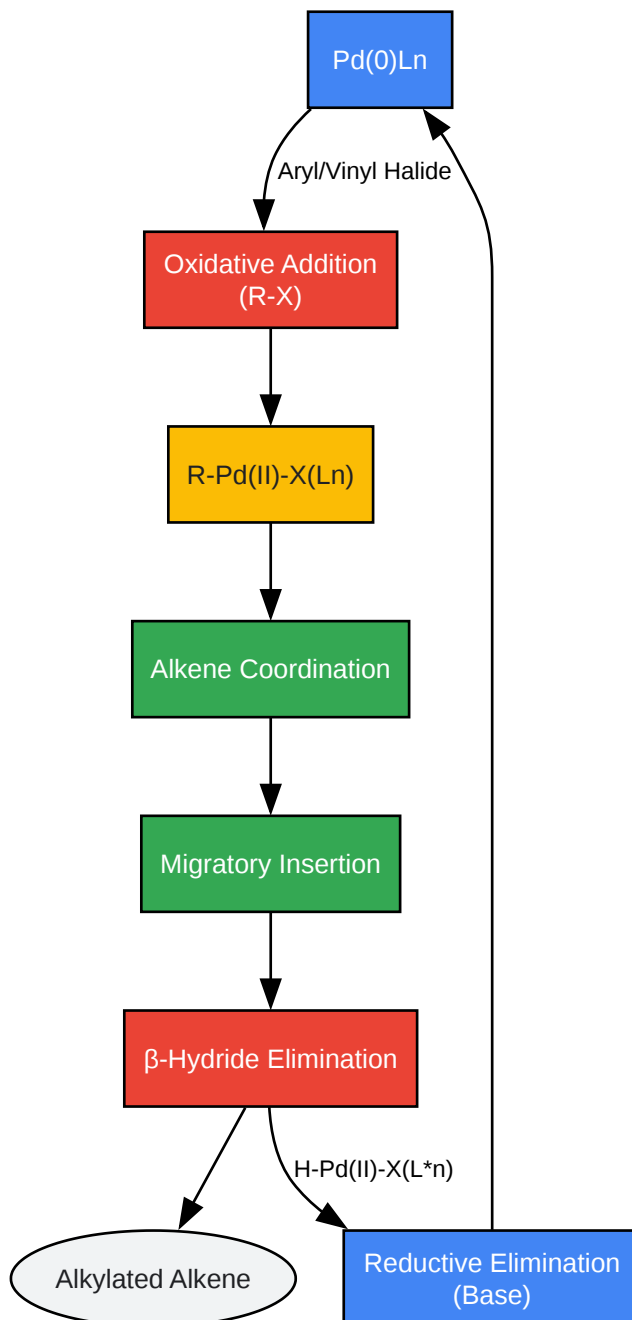 Pd(0)Ln
Aryl/Vinyl Halide
Oxidative Addition
(R-X)
R-Pd(II)-X(Ln)
Alkene Coordination
Migratory Insertion
β-Hydride Elimination
H-Pd(II)-X(L*n)
Alkylated Alkene
Reductive Elimination
(Base)